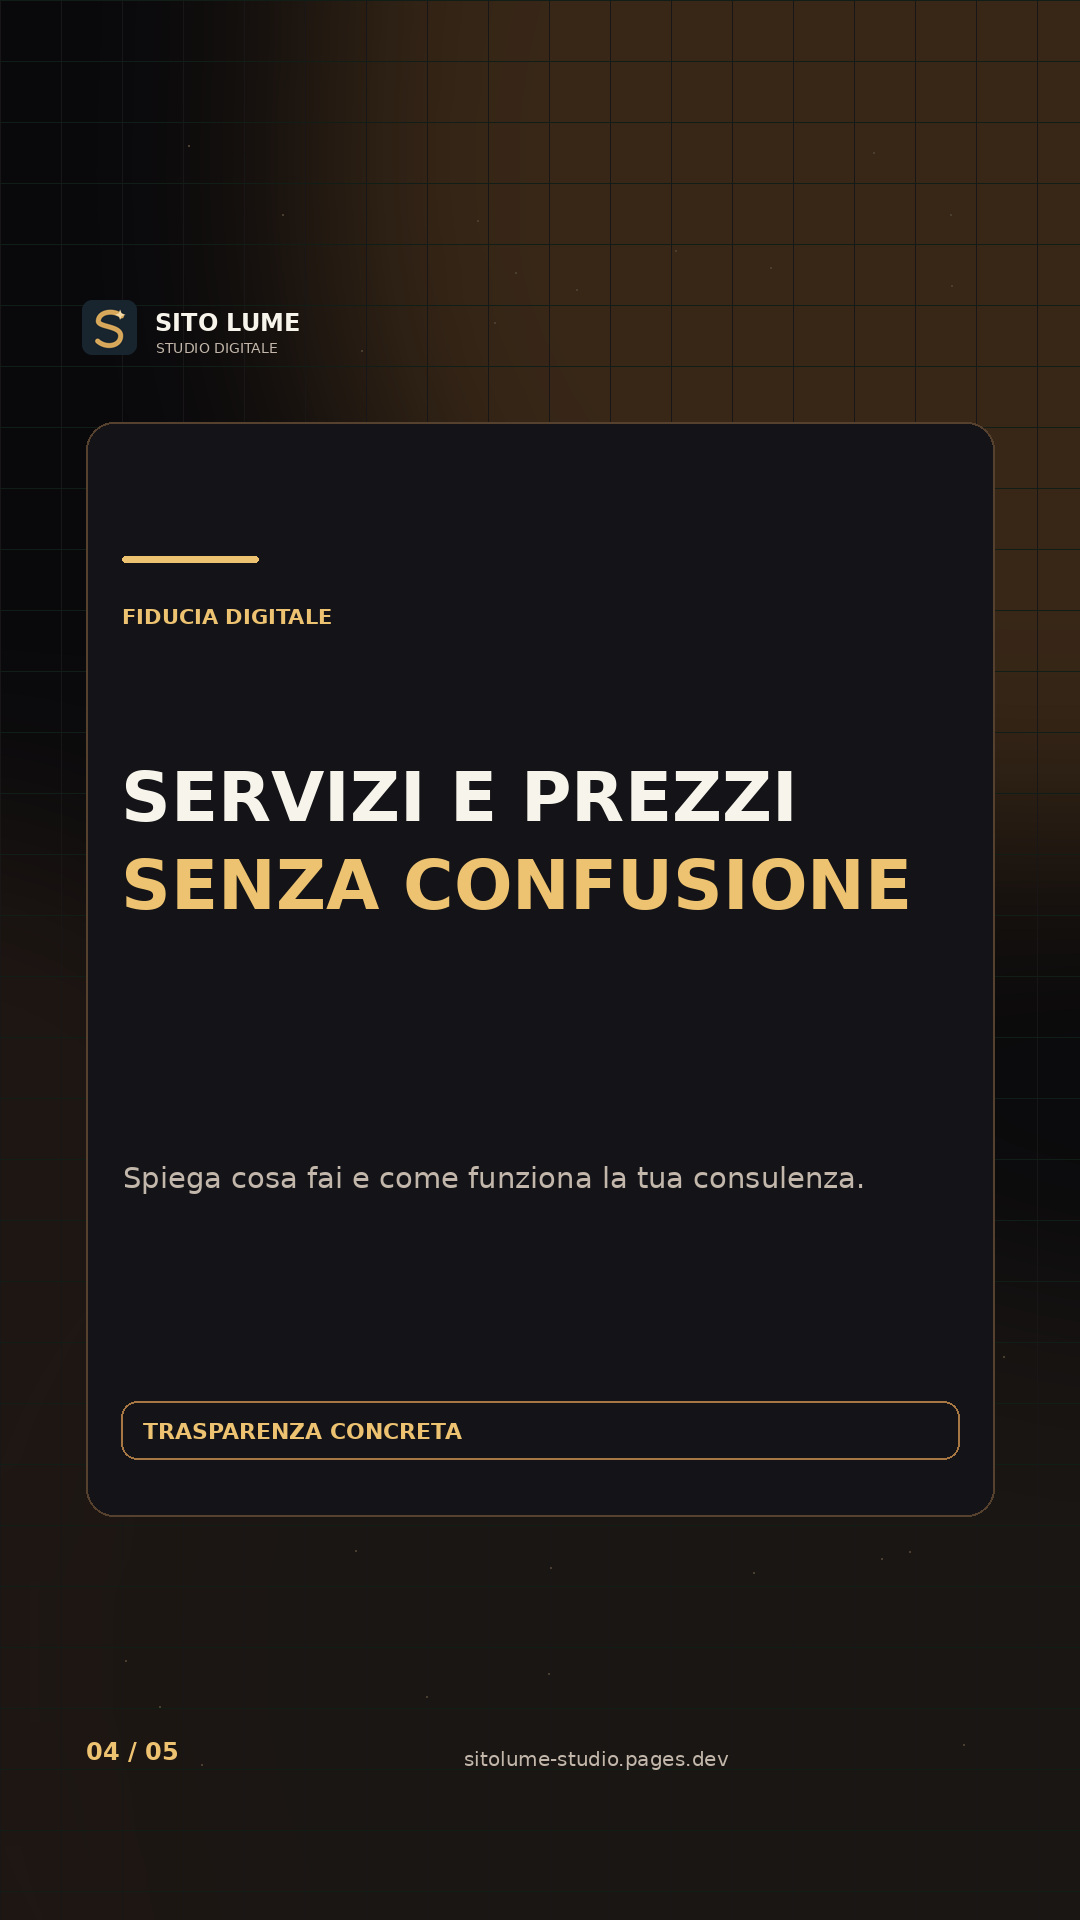 SITO LUME
STUDIO DIGITALE
FIDUCIA DIGITALE
SERVIZI E PREZZI
SENZA CONFUSIONE
Spiega cosa fai e come funziona la tua consulenza.
TRASPARENZA CONCRETA
04 / 05
sitolume-studio.pages.dev